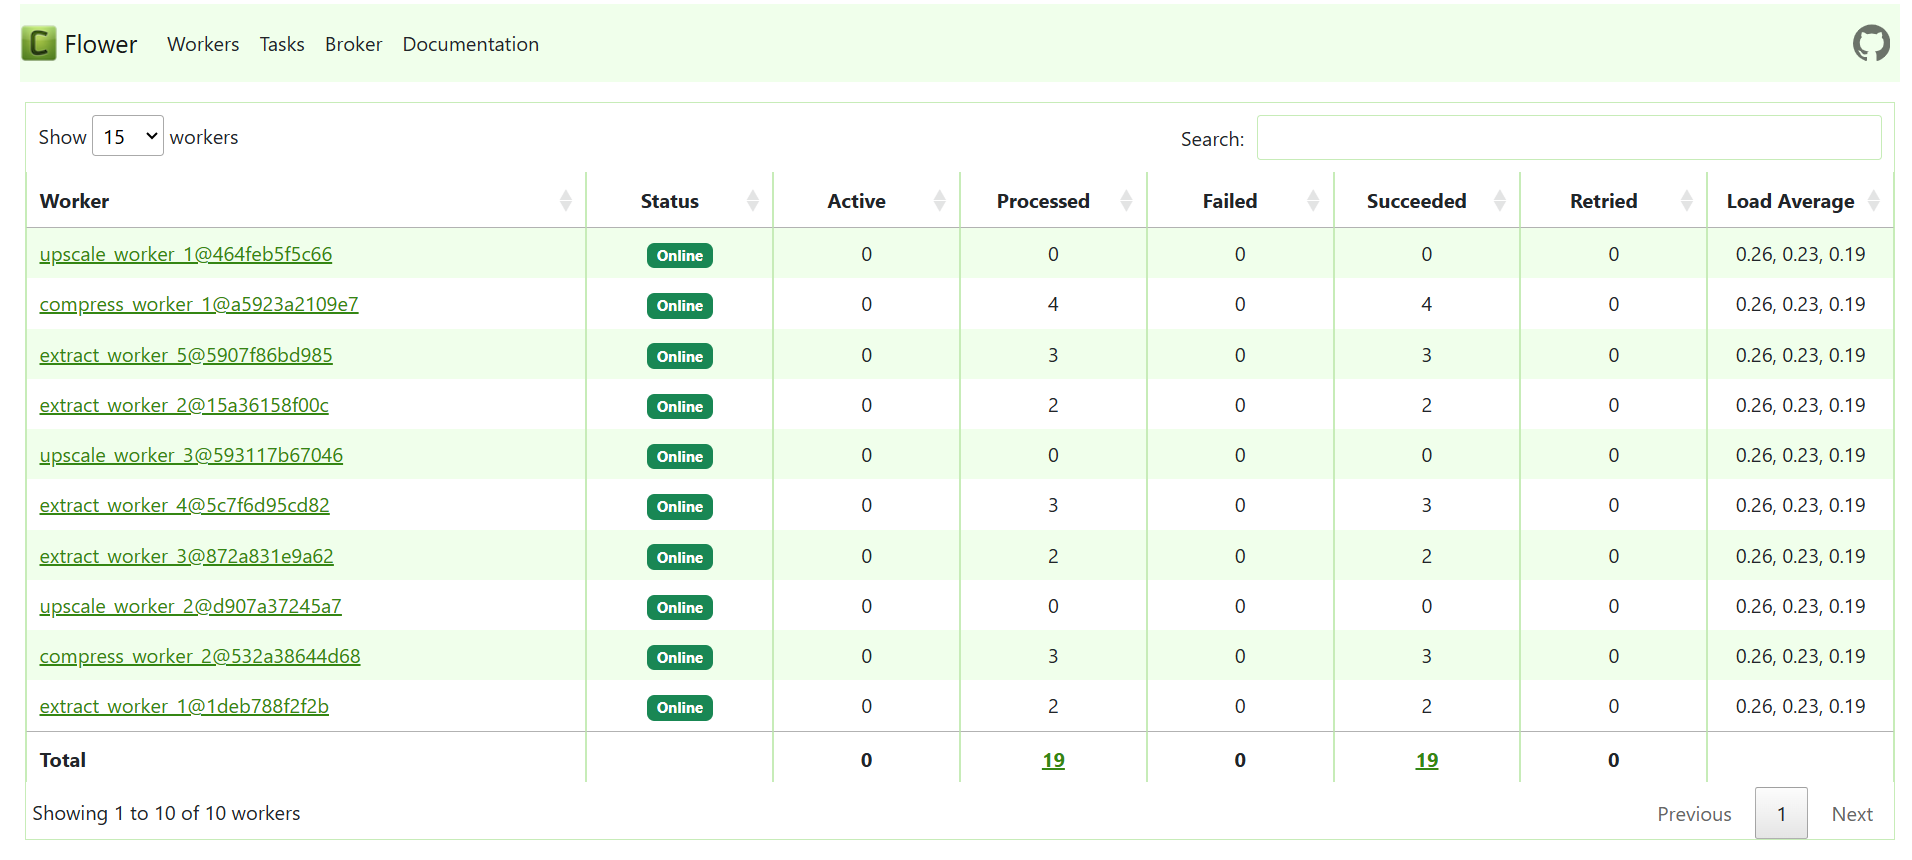 C Flower Workers Tasks Broker Documentation
Show 15 workers Search:
Worker Status Active Processed Failed Succeeded Retried Load Average
upscale_worker_1@464feb5f5c66 Online 0 0 0 0 0 0.26, 0.23, 0.19
compress_worker_1@a5923a2109e7 Online 0 4 0 4 0 0.26, 0.23, 0.19
extract_worker_5@5907f86bd985 Online 0 3 0 3 0 0.26, 0.23, 0.19
extract_worker_2@15a36158f00c Online 0 2 0 2 0 0.26, 0.23, 0.19
upscale_worker_3@593117b67046 Online 0 0 0 0 0 0.26, 0.23, 0.19
extract_worker_4@5c7f6d95cd82 Online 0 3 0 3 0 0.26, 0.23, 0.19
extract_worker_3@872a831e9a62 Online 0 2 0 2 0 0.26, 0.23, 0.19
upscale_worker_2@d907a37245a7 Online 0 0 0 0 0 0.26, 0.23, 0.19
compress_worker_2@532a38644d68 Online 0 3 0 3 0 0.26, 0.23, 0.19
extract_worker_1@1deb788f2f2b Online 0 2 0 2 0 0.26, 0.23, 0.19
Total 0 19 0 19 0
Showing 1 to 10 of 10 workers Previous 1 Next